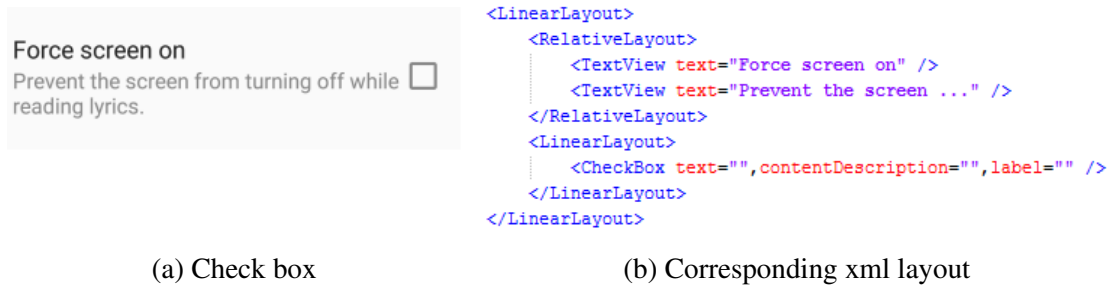 Force screen on
Prevent the screen from turning off while
reading lyrics.
(a) Check box
<LinearLayout>
<RelativeLayout>
<TextView text="Force screen on" />
<TextView text="Prevent the screen ..." />
</RelativeLayout>
<LinearLayout>
<CheckBox text="",contentDescription="",label="" />
</LinearLayout>
</LinearLayout>
(b) Corresponding xml layout